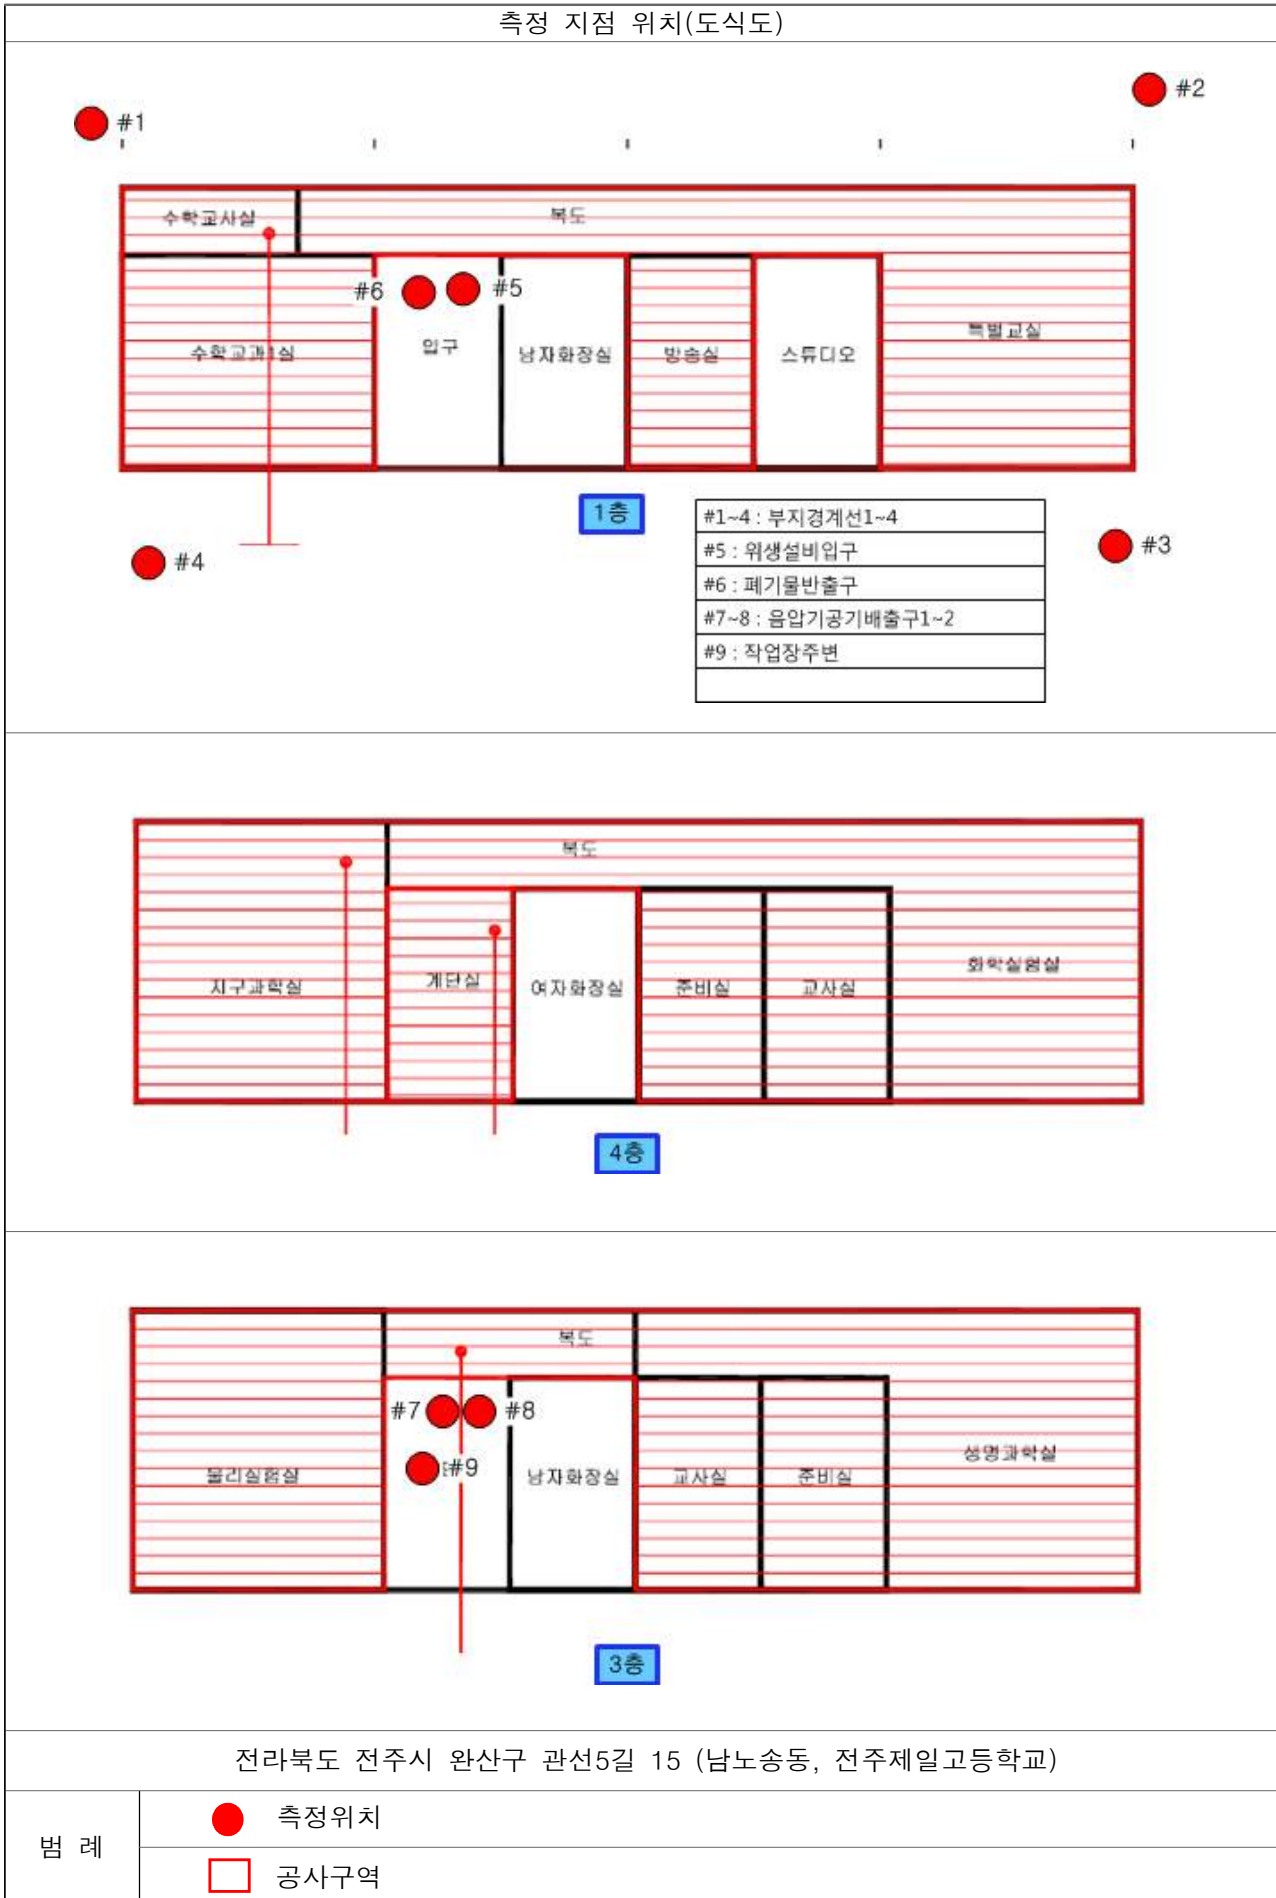 측정 지점 위치(도식도)
#1
#2
수학교사실
복도
#6
#5
수학교과1실
입구
남자화장실
방송실
스튜디오
특별교실
1층
#4
#3
#1~4 : 부지경계선1~4
#5 : 위생설비입구
#6 : 폐기물반출구
#7~8 : 음압기공기배출구1~2
#9 : 작업장주변
복도
지구과학실
계단실
여자화장실
준비실
교사실
화학실험실
4층
복도
#7
#8
#9
물리실험실
남자화장실
교사실
준비실
생명과학실
3층
전라북도 전주시 완산구 관선5길 15 (남노송동, 전주제일고등학교)
범 례
측정위치
공사구역